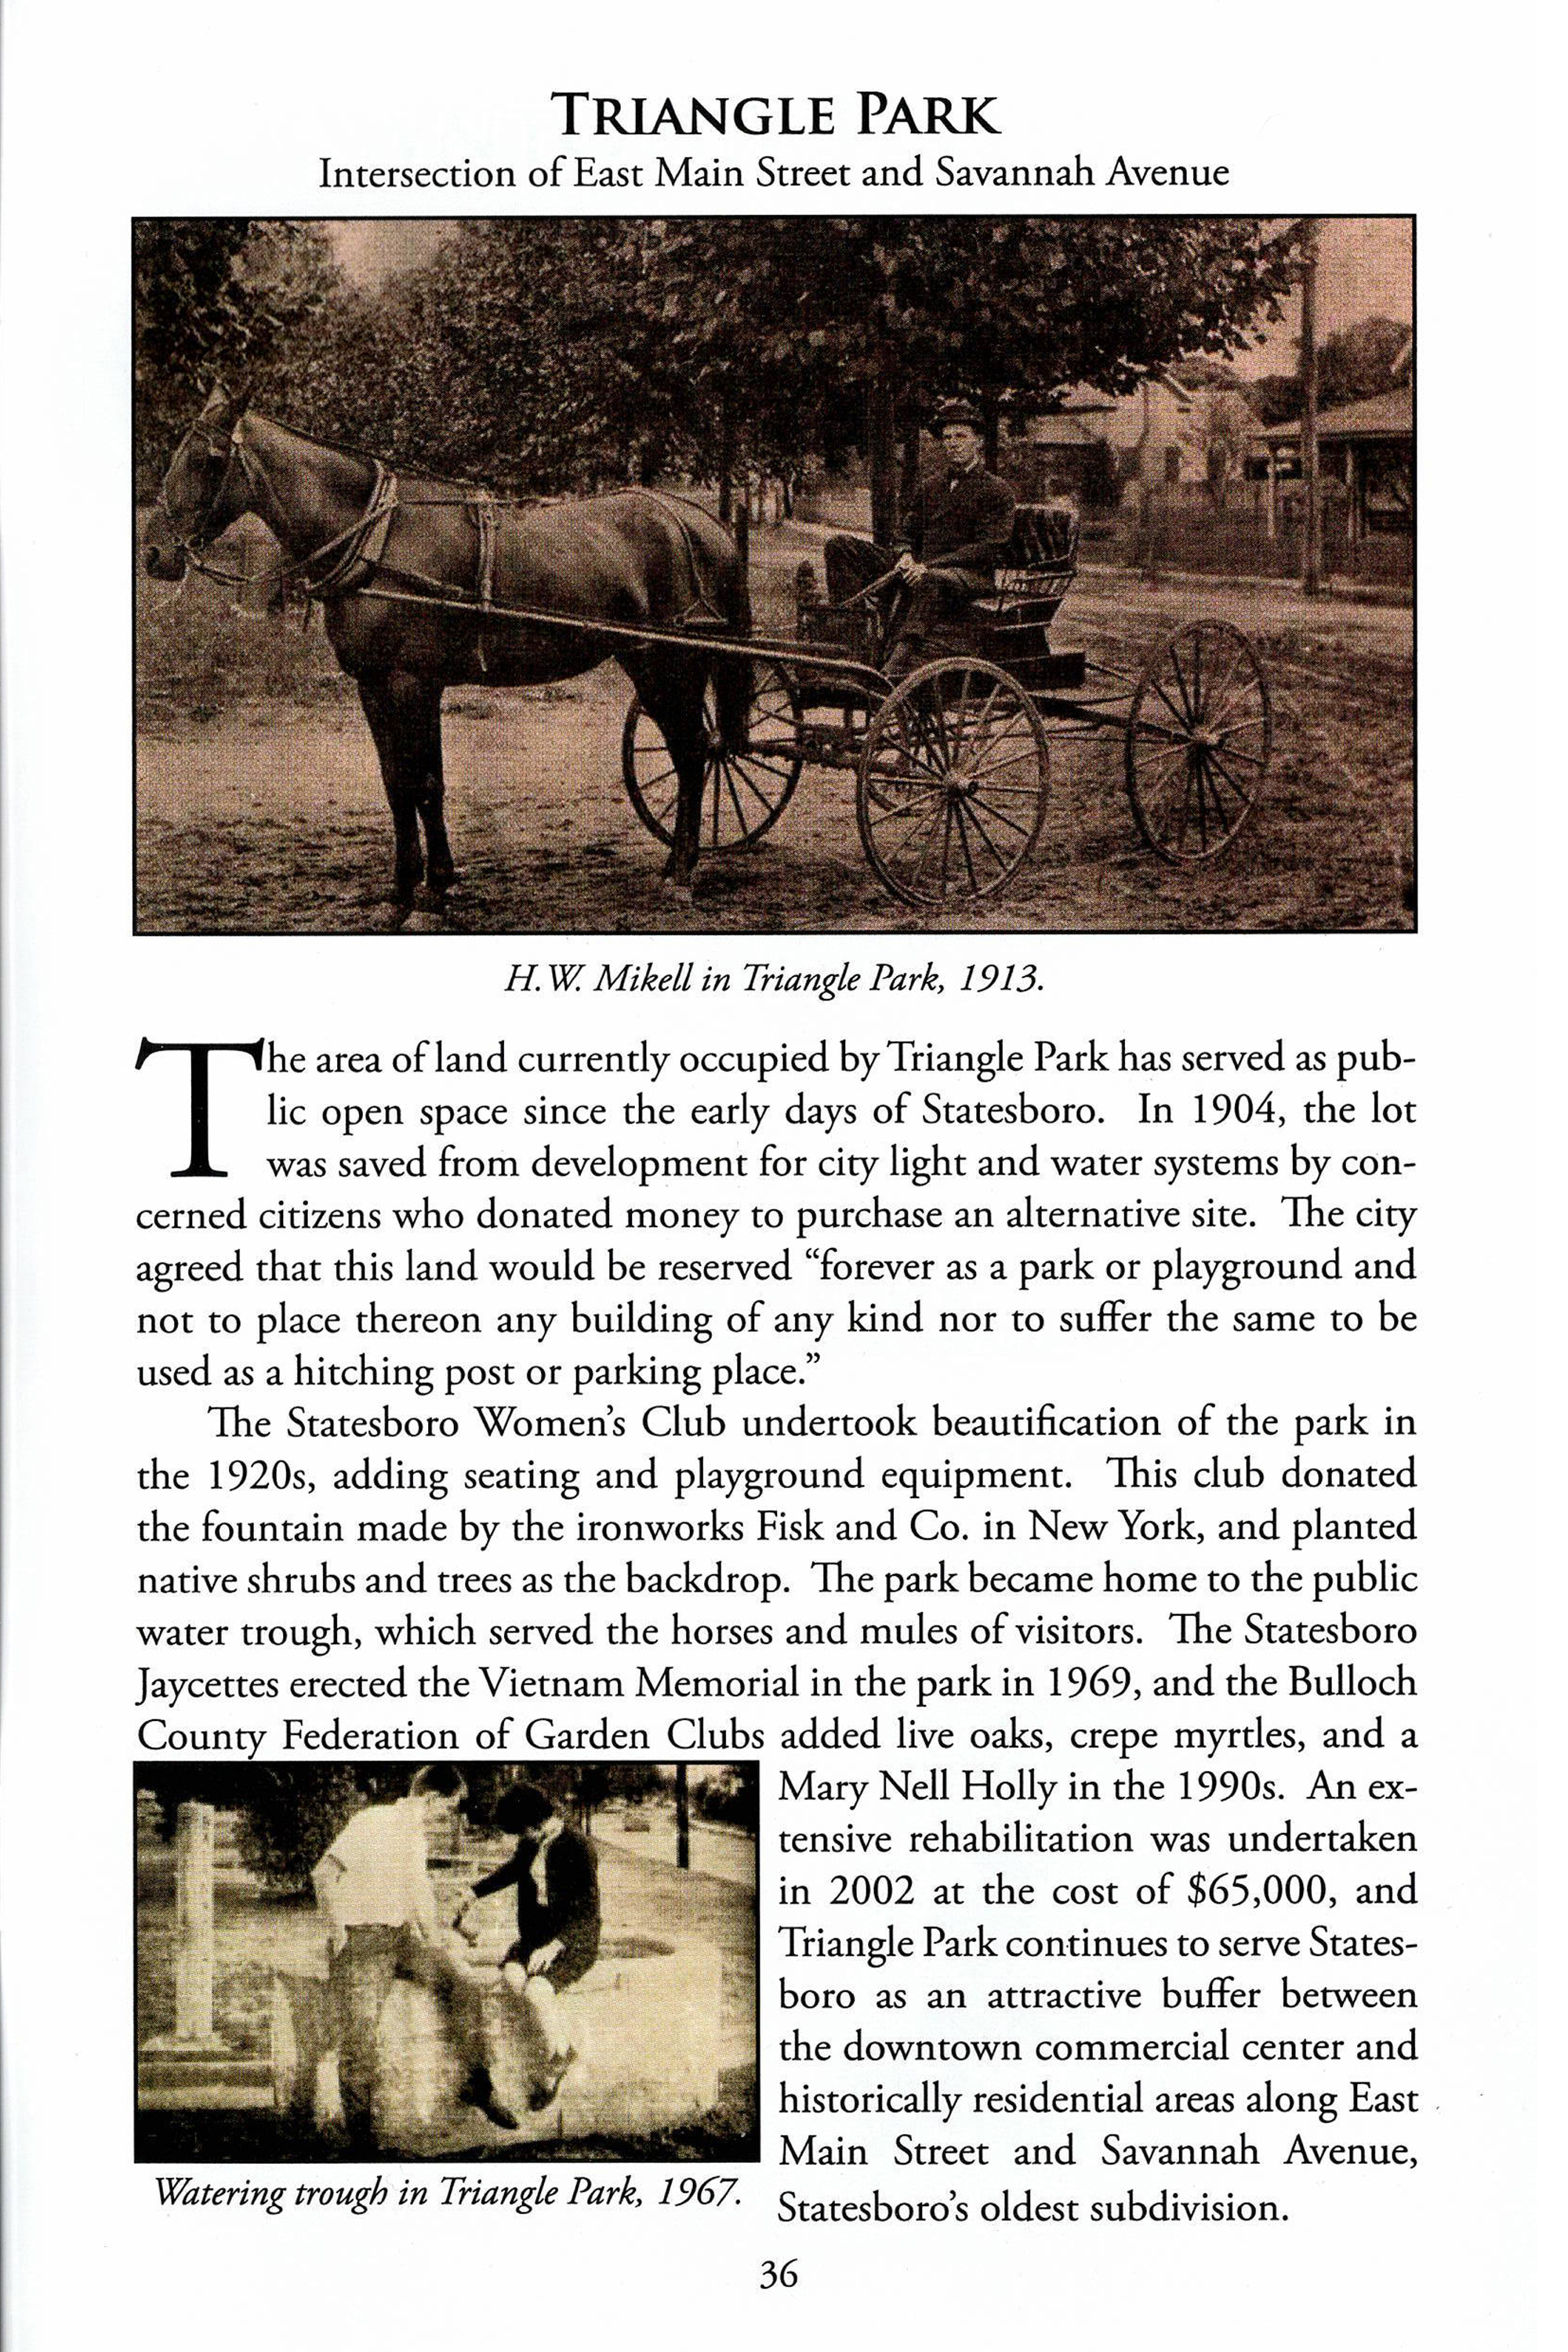 TRIANGLE PARK
Intersection of East Main Street and Savannah Avenue
H. W. Mikell in Triangle Park, 1913.
The area of land currently occupied by Triangle Park has served as pub-
lic open space since the early days of Statesboro. In 1904, the lot
was saved from development for city light and water systems by con-
cerned citizens who donated money to purchase an alternative site. The city
agreed that this land would be reserved “forever as a park or playground and
not to place thereon any building of any kind nor to suffer the same to be
used as a hitching post or parking place.”
The Statesboro Women’s Club undertook beautification of the park in
the 1920s, adding seating and playground equipment. This club donated
the fountain made by the ironworks Fisk and Co. in New York, and planted
native shrubs and trees as the backdrop. The park became home to the public
water trough, which served the horses and mules of visitors. The Statesboro
Jaycettes erected the Vietnam Memorial in the park in 1969, and the Bulloch
County Federation of Garden Clubs added live oaks, crepe myrtles, and a
Mary Nell Holly in the 1990s. An ex-
tensive rehabilitation was undertaken
in 2002 at the cost of $65,000, and
Triangle Park continues to serve States-
boro as an attractive buffer between
the downtown commercial center and
historically residential areas along East
Main Street and Savannah Avenue,
Statesboro’s oldest subdivision.
Watering trough in Triangle Park, 1967.
36